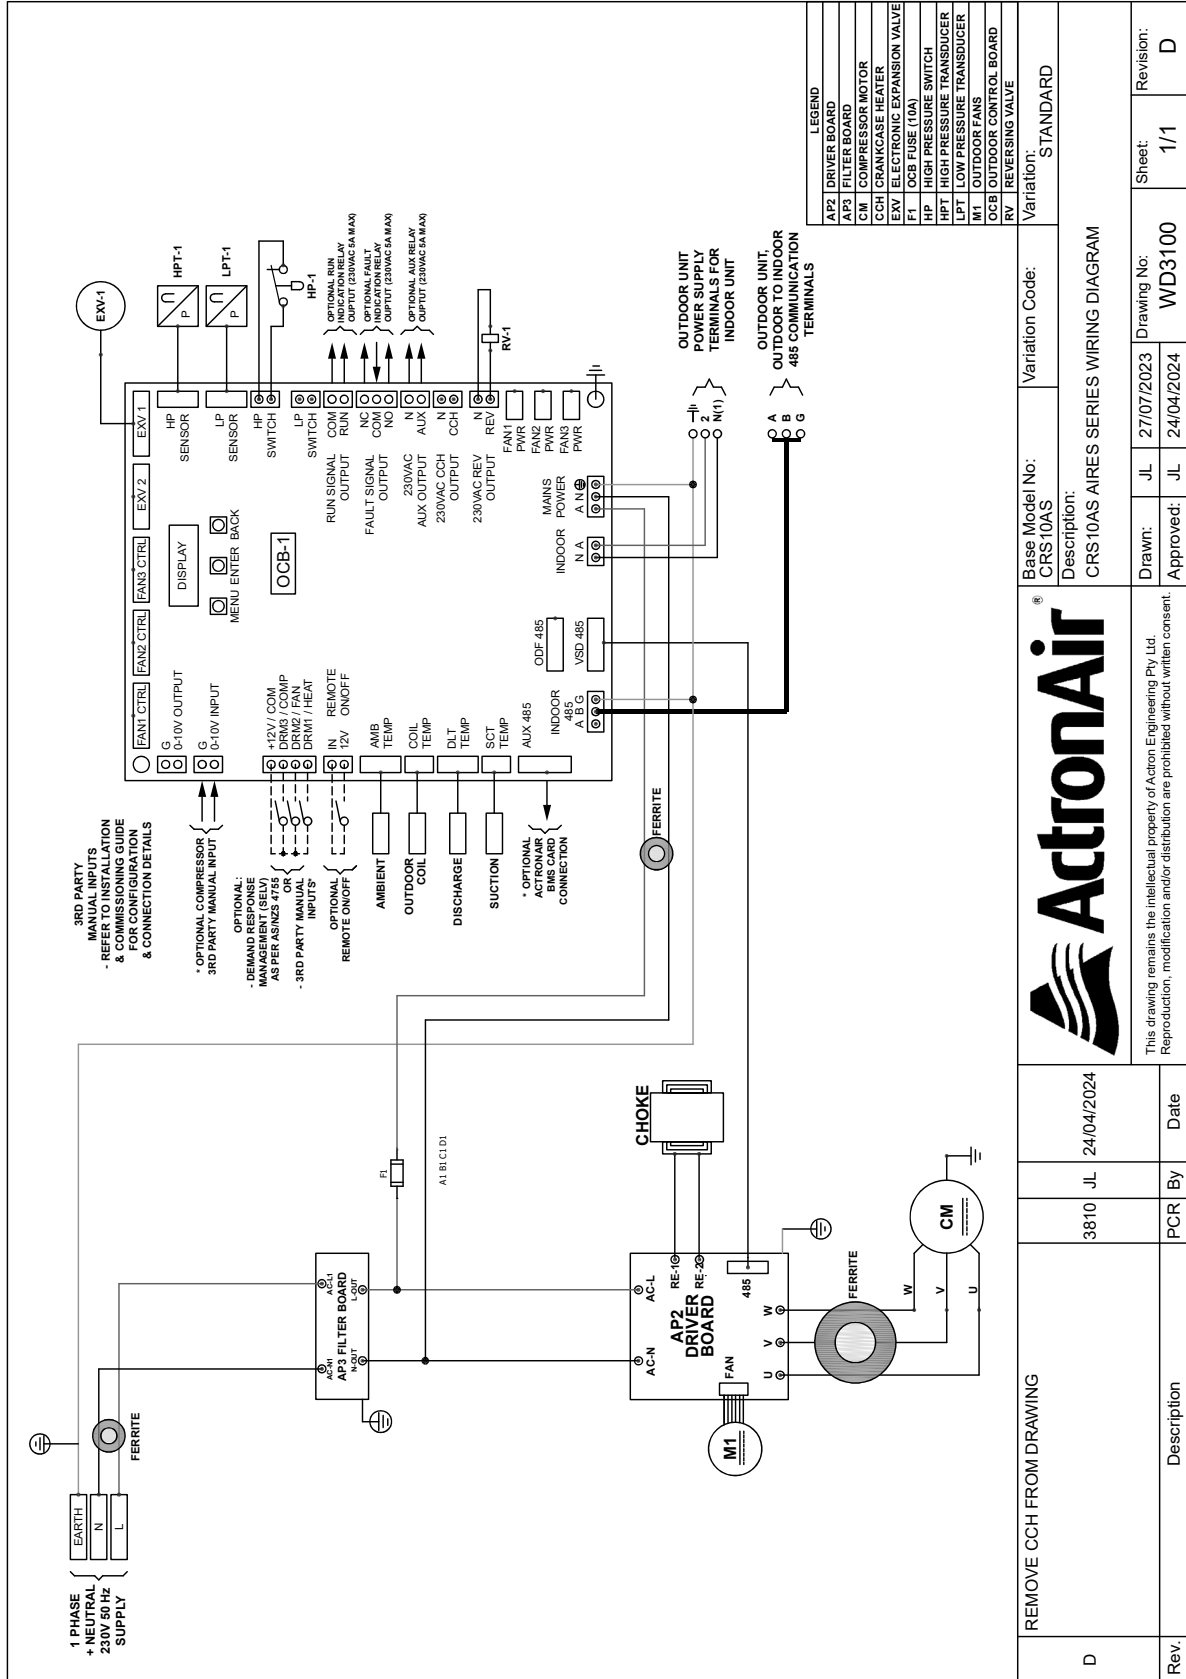 1 PHASE
+ NEUTRAL
230V 50 Hz
SUPPLY
EARTH
N
L
FERRITE
AC-N1
AC-L1
AP3 FILTER BOARD
N-OUT
L-OUT
F1
A1 B1 C1 D1
AC-N
AC-L
AP2
DRIVER
BOARD
RE-1
RE-2
485
FAN
U
V
W
M1
CHOKE
FERRITE
W
V
U
CM
3RD PARTY
MANUAL INPUTS
- REFER TO INSTALLATION
& COMMISSIONING GUIDE
FOR CONFIGURATION
& CONNECTION DETAILS
* OPTIONAL COMPRESSOR
3RD PARTY MANUAL INPUT
OPTIONAL:
- DEMAND RESPONSE
MANAGEMENT (SELV)
AS PER AS/NZS 4755
OR
- 3RD PARTY MANUAL
INPUTS*
OPTIONAL
REMOTE ON/OFF
AMBIENT
OUTDOOR
COIL
DISCHARGE
SUCTION
* OPTIONAL
ACTRONAIR
BMS CARD
CONNECTION
FERRITE
FAN1 CTRL
FAN2 CTRL
FAN3 CTRL
EXV 2
EXV 1
G
0-10V OUTPUT
G
0-10V INPUT
+12V / COM
DRM3 / COMP
DRM2 / FAN
DRM1 / HEAT
IN
12V
REMOTE
ON/OFF
AMB
TEMP
COIL
TEMP
DLT
TEMP
SCT
TEMP
AUX 485
INDOOR
485
A B G
ODF 485
VSD 485
INDOOR
N A
MAINS
POWER
A N
DISPLAY
MENU ENTER BACK
OCB-1
HP
SENSOR
LP
SENSOR
HP
SWITCH
LP
SWITCH
RUN SIGNAL
OUTPUT
COM
RUN
FAULT SIGNAL
OUTPUT
NC
COM
NO
230VAC
AUX OUTPUT
N
AUX
230VAC CCH
OUTPUT
N
CCH
230VAC REV
OUTPUT
N
REV
FAN1
PWR
FAN2
PWR
FAN3
PWR
EXV-1
HPT-1
P
LPT-1
P
HP-1
OPTIONAL RUN
INDICATION RELAY
OUPTUT (230VAC 5A MAX)
OPTIONAL FAULT
INDICATION RELAY
OUPTUT (230VAC 5A MAX)
OPTIONAL AUX RELAY
OUPTUT (230VAC 5A MAX)
RV-1
2
N(1)
OUTDOOR UNIT
POWER SUPPLY
TERMINALS FOR
INDOOR UNIT
A
B
G
OUTDOOR UNIT,
OUTDOOR TO INDOOR
485 COMMUNICATION
TERMINALS
LEGEND
AP2 DRIVER BOARD
AP3 FILTER BOARD
CM COMPRESSOR MOTOR
CCH CRANKCASE HEATER
EXV ELECTRONIC EXPANSION VALVE
F1 OCB FUSE (10A)
HP HIGH PRESSURE SWITCH
HPT HIGH PRESSURE TRANSDUCER
LPT LOW PRESSURE TRANSDUCER
M1 OUTDOOR FANS
OCB OUTDOOR CONTROL BOARD
RV REVERSING VALVE
D REMOVE CCH FROM DRAWING 3810 JL 24/04/2024
Rev. Description PCR By Date
ActronAir ®
This drawing remains the intellectual property of Actron Engineering Pty Ltd.
Reproduction, modification and/or distribution are prohibited without written consent.
Base Model No:
CRS10AS
Variation Code:
Variation:
STANDARD
Description:
CRS10AS AIRES SERIES WIRING DIAGRAM
Drawn: JL 27/07/2023
Approved: JL 24/04/2024
Drawing No:
WD3100
Sheet:
1/1
Revision:
D